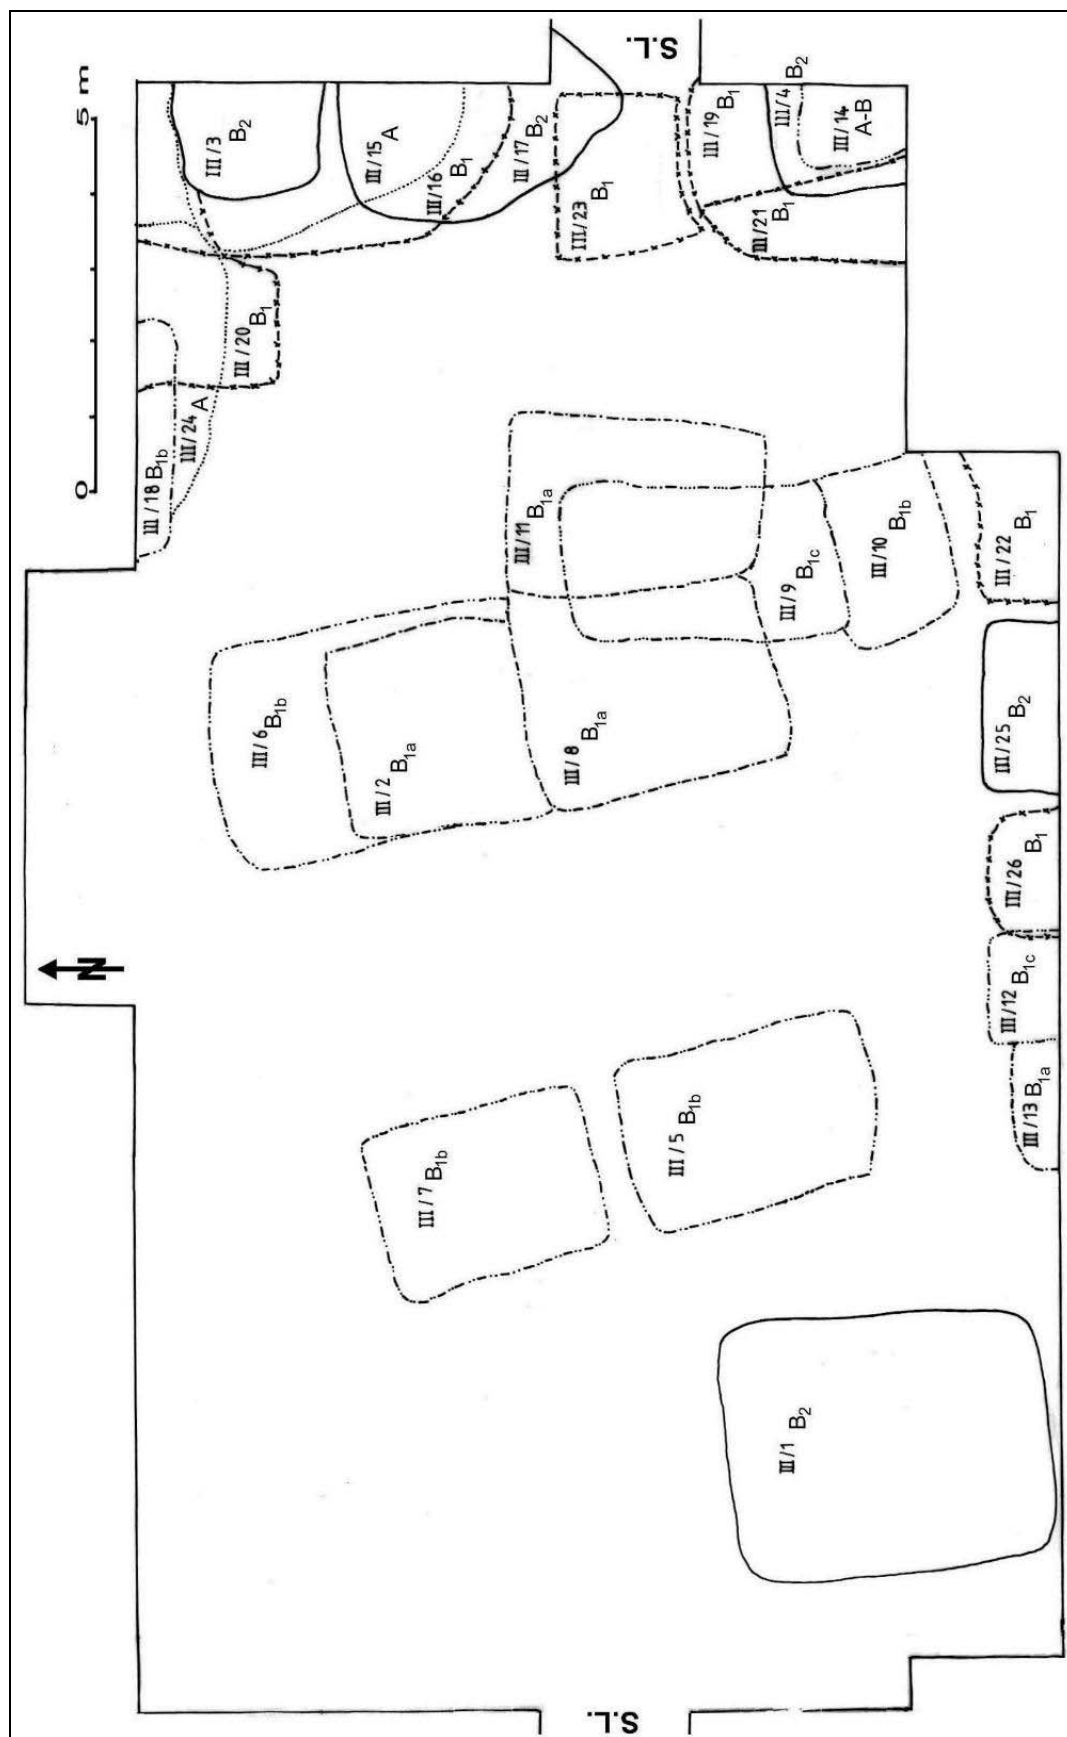 0 5 m
N
S.L.
III/3 B2
III/15 A
III/16 B1
III/17 B2
III/23 B1
III/19 B1
III/4 B2
III/14 A-B
III/21 B1
III/20 B1
III/24 A
III/18 B1b
III/11 B1a
III/9 B1c
III/10 B1b
III/22 B1
III/6 B1b
III/2 B1a
III/8 B1a
III/25 B2
III/26 B1
III/12 B1c
III/13 B1a
III/7 B1b
III/5 B1b
III/1 B2
S.L.